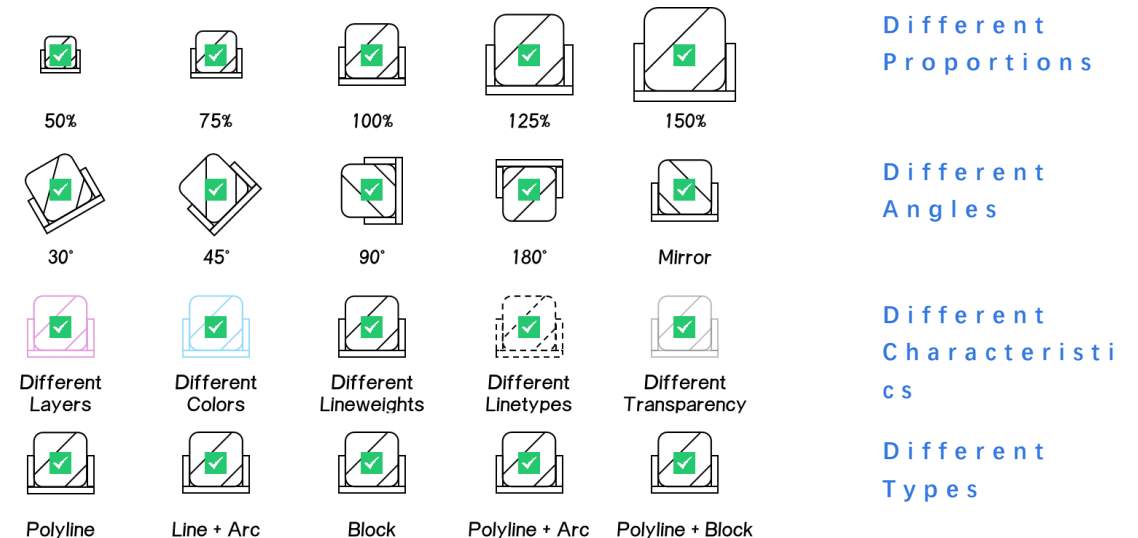 Different
Proportions
50%
75%
100%
125%
150%
Different
Angles
30°
45°
90°
180°
Mirror
Different
Characteristi
cs
Different
Layers
Different
Colors
Different
Lineweights
Different
Linetypes
Different
Transparency
Different
Types
Polyline
Line + Arc
Block
Polyline + Arc
Polyline + Block